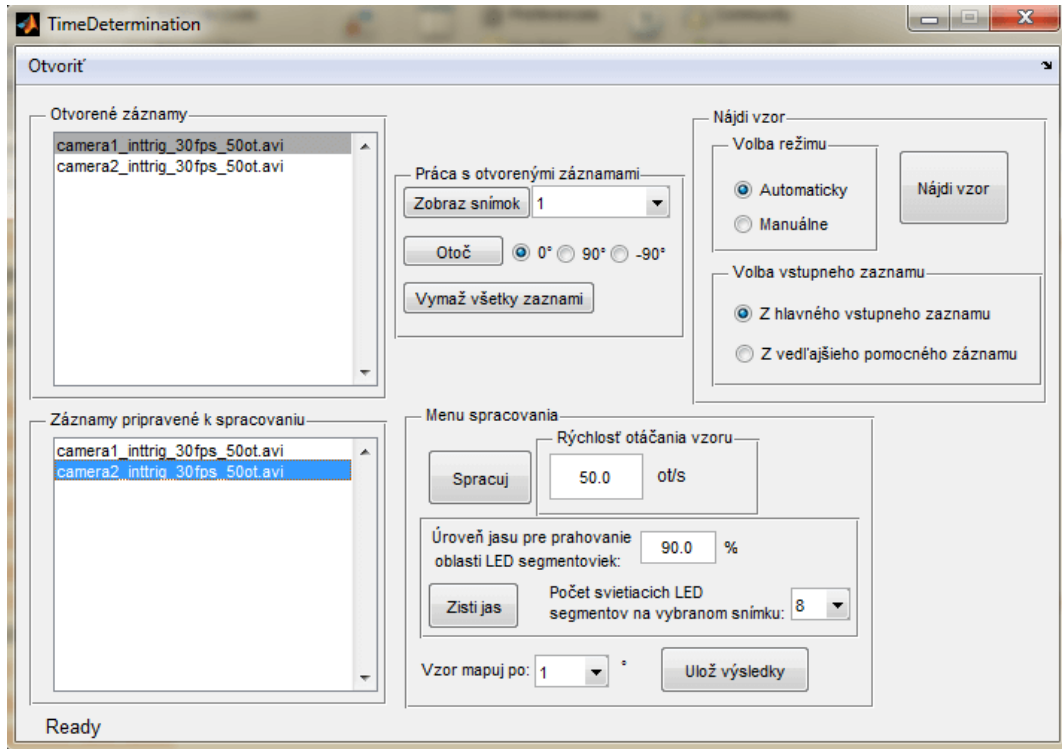 TimeDetermination
Otvoriť
Otvorené záznamy
camera1_inttrig_30fps_50ot.avi
camera2_inttrig_30fps_50ot.avi
Práca s otvorenými záznamami
Zobraz snímok 1
Otoč 0° 90° -90°
Vymaž všetky zaznami
Nájdi vzor
Volba režimu
Automaticky
Manuálne
Nájdi vzor
Volba vstupneho zaznamu
Z hlavného vstupneho zaznamu
Z vedľajšieho pomocného záznamu
Záznamy pripravené k spracovaniu
camera1_inttrig_30fps_50ot.avi
camera2_inttrig_30fps_50ot.avi
Menu spracovania
Spracuj
Rýchlosť otáčania vzoru
50.0 ot/s
Úroveň jasu pre prahovanie
oblasti LED segmentoviek:
90.0 %
Zisti jas
Počet svietiacich LED
segmentov na vybranom snímku: 8
Vzor mapuj po: 1 °
Ulož výsledky
Ready